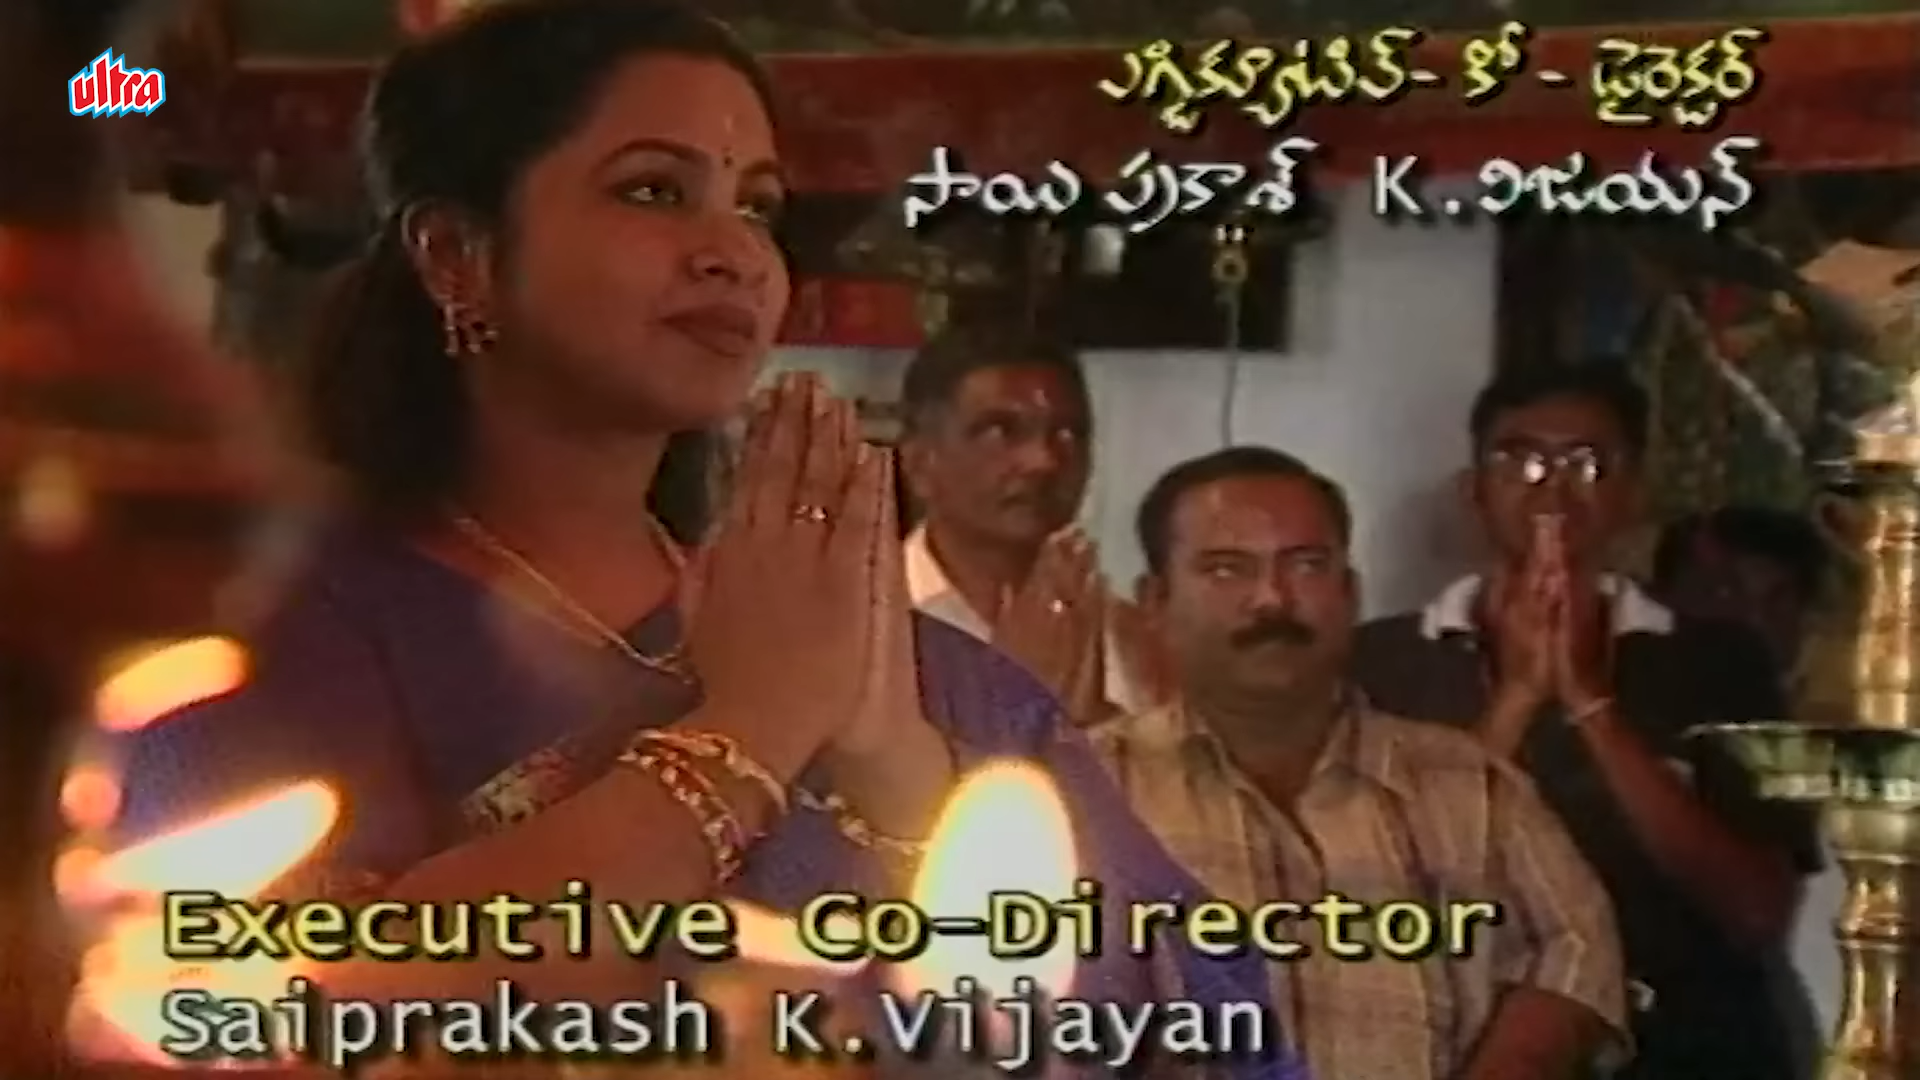 ultra
ఎగ్జిక్యూటివ్ - కో - డైరెక్టర్
సాయి ప్రకాశ్ K. విజయన్
Executive Co-Director
Saiprakash K.Vijayan